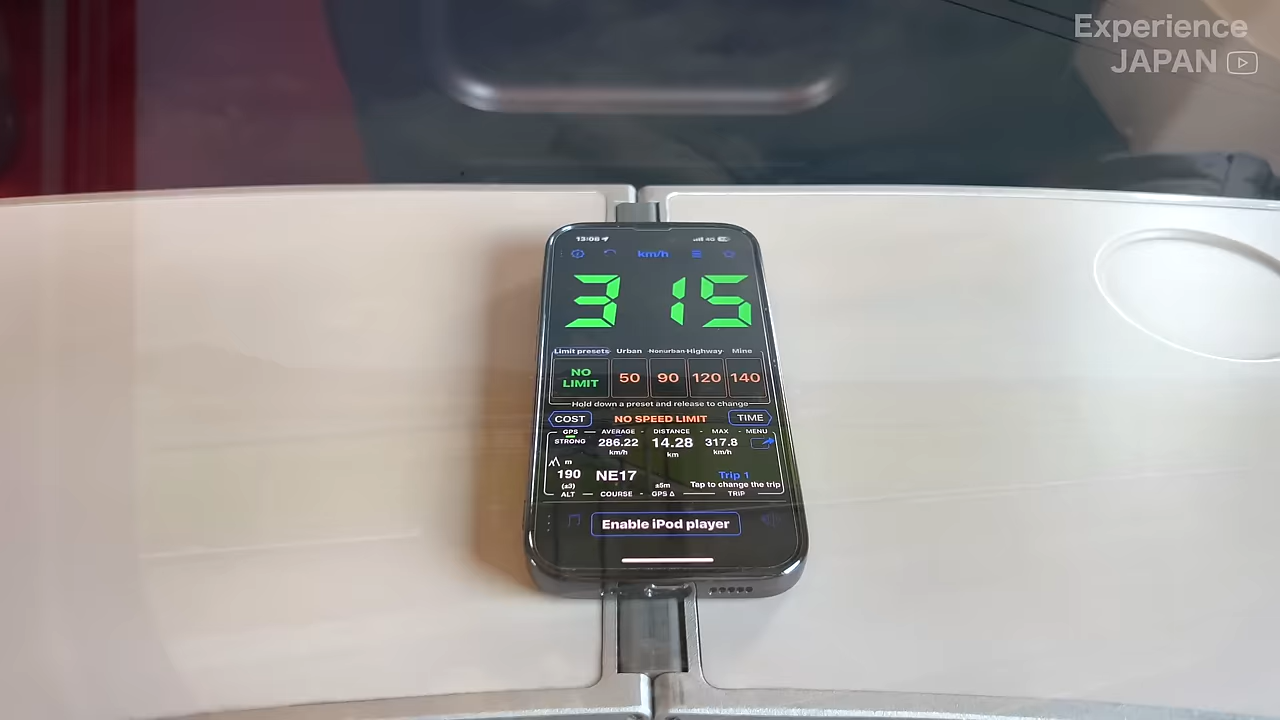 Experience
JAPAN
13:08 4G
km/h
315
Limit presets Urban Nonurban Highway Mine
NO LIMIT 50 90 120 140
Hold down a preset and release to change
COST NO SPEED LIMIT TIME
GPS AVERAGE DISTANCE MAX MENU
STRONG 286.22 14.28 317.8
km/h km km/h
m
190 NE17 Trip 1
(±3) ±5m Tap to change the trip
ALT COURSE GPS Δ TRIP
Enable iPod player